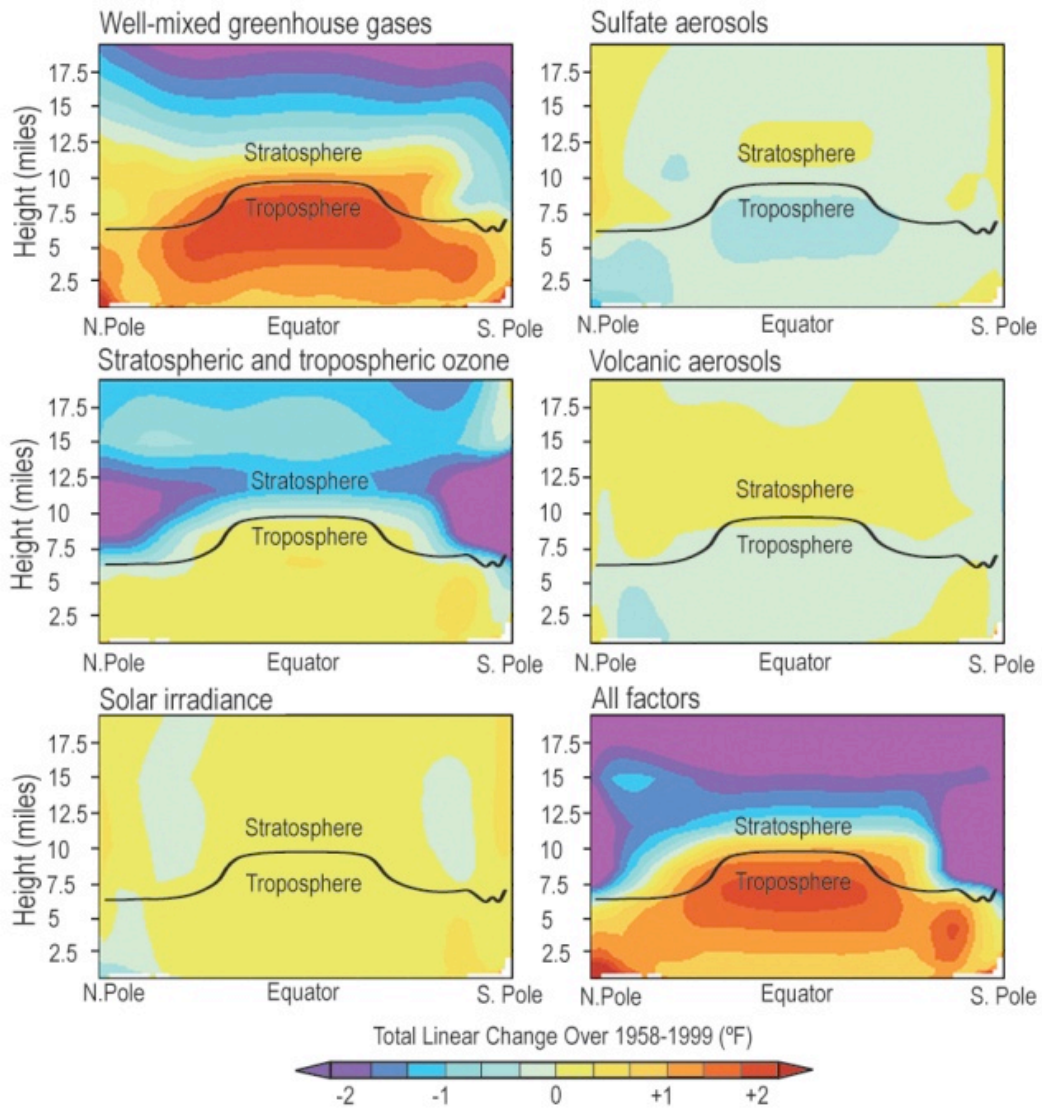 Well-mixed greenhouse gases
Sulfate aerosols
Height (miles)
17.5
15
12.5
10
7.5
5
2.5
Stratosphere
Troposphere
N.Pole
Equator
S. Pole
17.5
15
12.5
10
7.5
5
2.5
Stratosphere
Troposphere
N.Pole
Equator
S. Pole
Stratospheric and tropospheric ozone
Volcanic aerosols
Height (miles)
17.5
15
12.5
10
7.5
5
2.5
Stratosphere
Troposphere
N.Pole
Equator
S. Pole
17.5
15
12.5
10
7.5
5
2.5
Stratosphere
Troposphere
N.Pole
Equator
S. Pole
Solar irradiance
All factors
Height (miles)
17.5
15
12.5
10
7.5
5
2.5
Stratosphere
Troposphere
N.Pole
Equator
S. Pole
17.5
15
12.5
10
7.5
5
2.5
Stratosphere
Troposphere
N.Pole
Equator
S. Pole
Total Linear Change Over 1958-1999 (ºF)
-2 -1 0 +1 +2